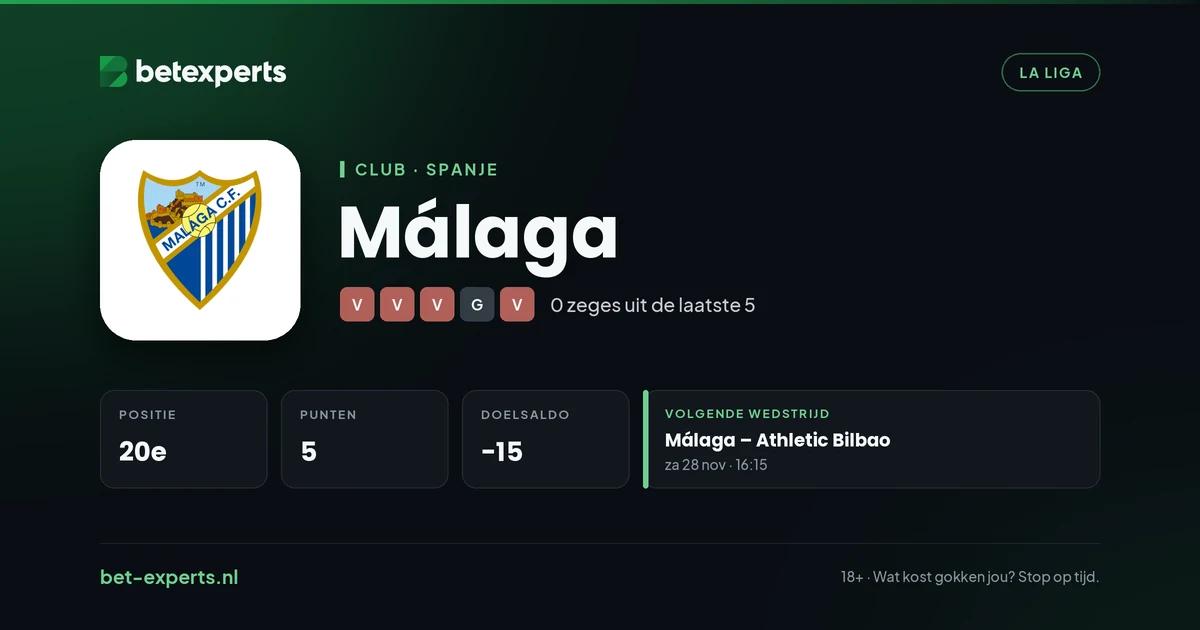 betexperts
LA LIGA
TM
MALAGA C.F.
CLUB · SPANJE
Málaga
V V V G V 0 zeges uit de laatste 5
POSITIE
20e
PUNTEN
5
DOELSALDO
-15
VOLGENDE WEDSTRIJD
Málaga – Athletic Bilbao
za 28 nov · 16:15
bet-experts.nl
18+ · Wat kost gokken jou? Stop op tijd.